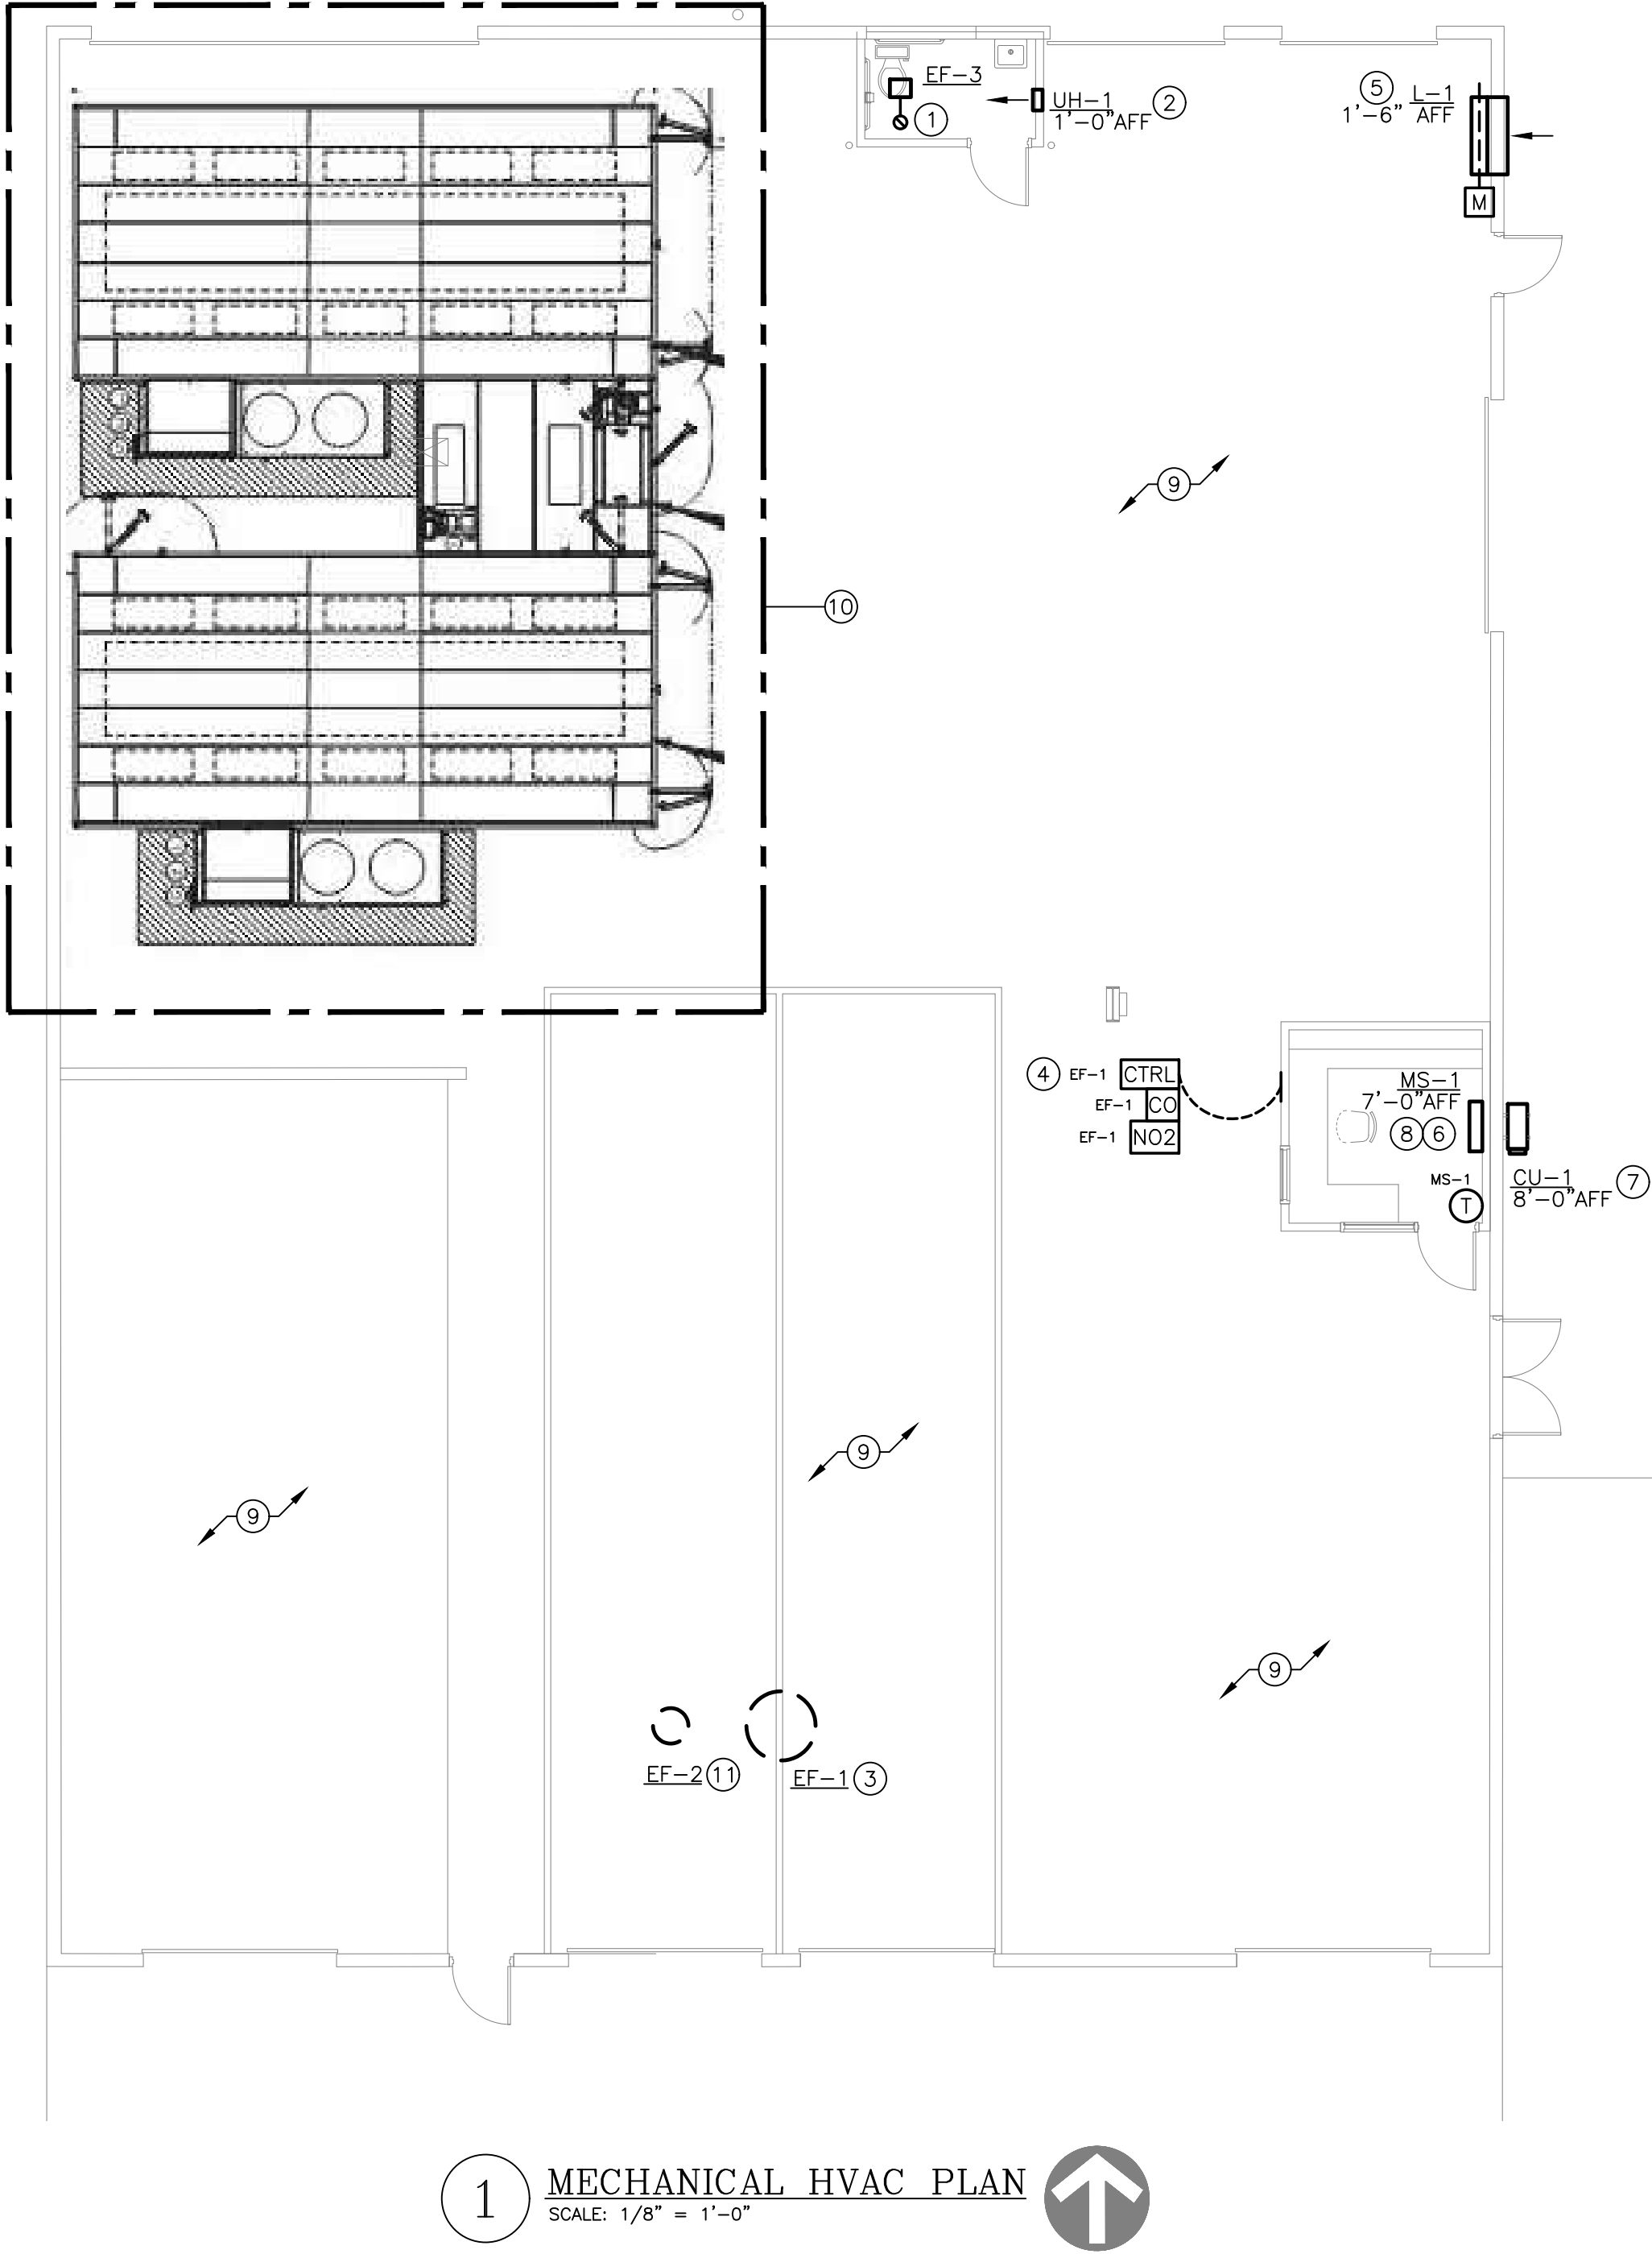 EF-3
1
UH-1
1'-0"AFF
2
5
L-1
1'-6" AFF
M
9
10
4
EF-1
CTRL
EF-1
CO
EF-1
NO2
MS-1
7'-0"AFF
8
6
MS-1
T
CU-1
8'-0"AFF
7
9
9
9
EF-2
11
EF-1
3
1
MECHANICAL HVAC PLAN
SCALE: 1/8" = 1'-0"